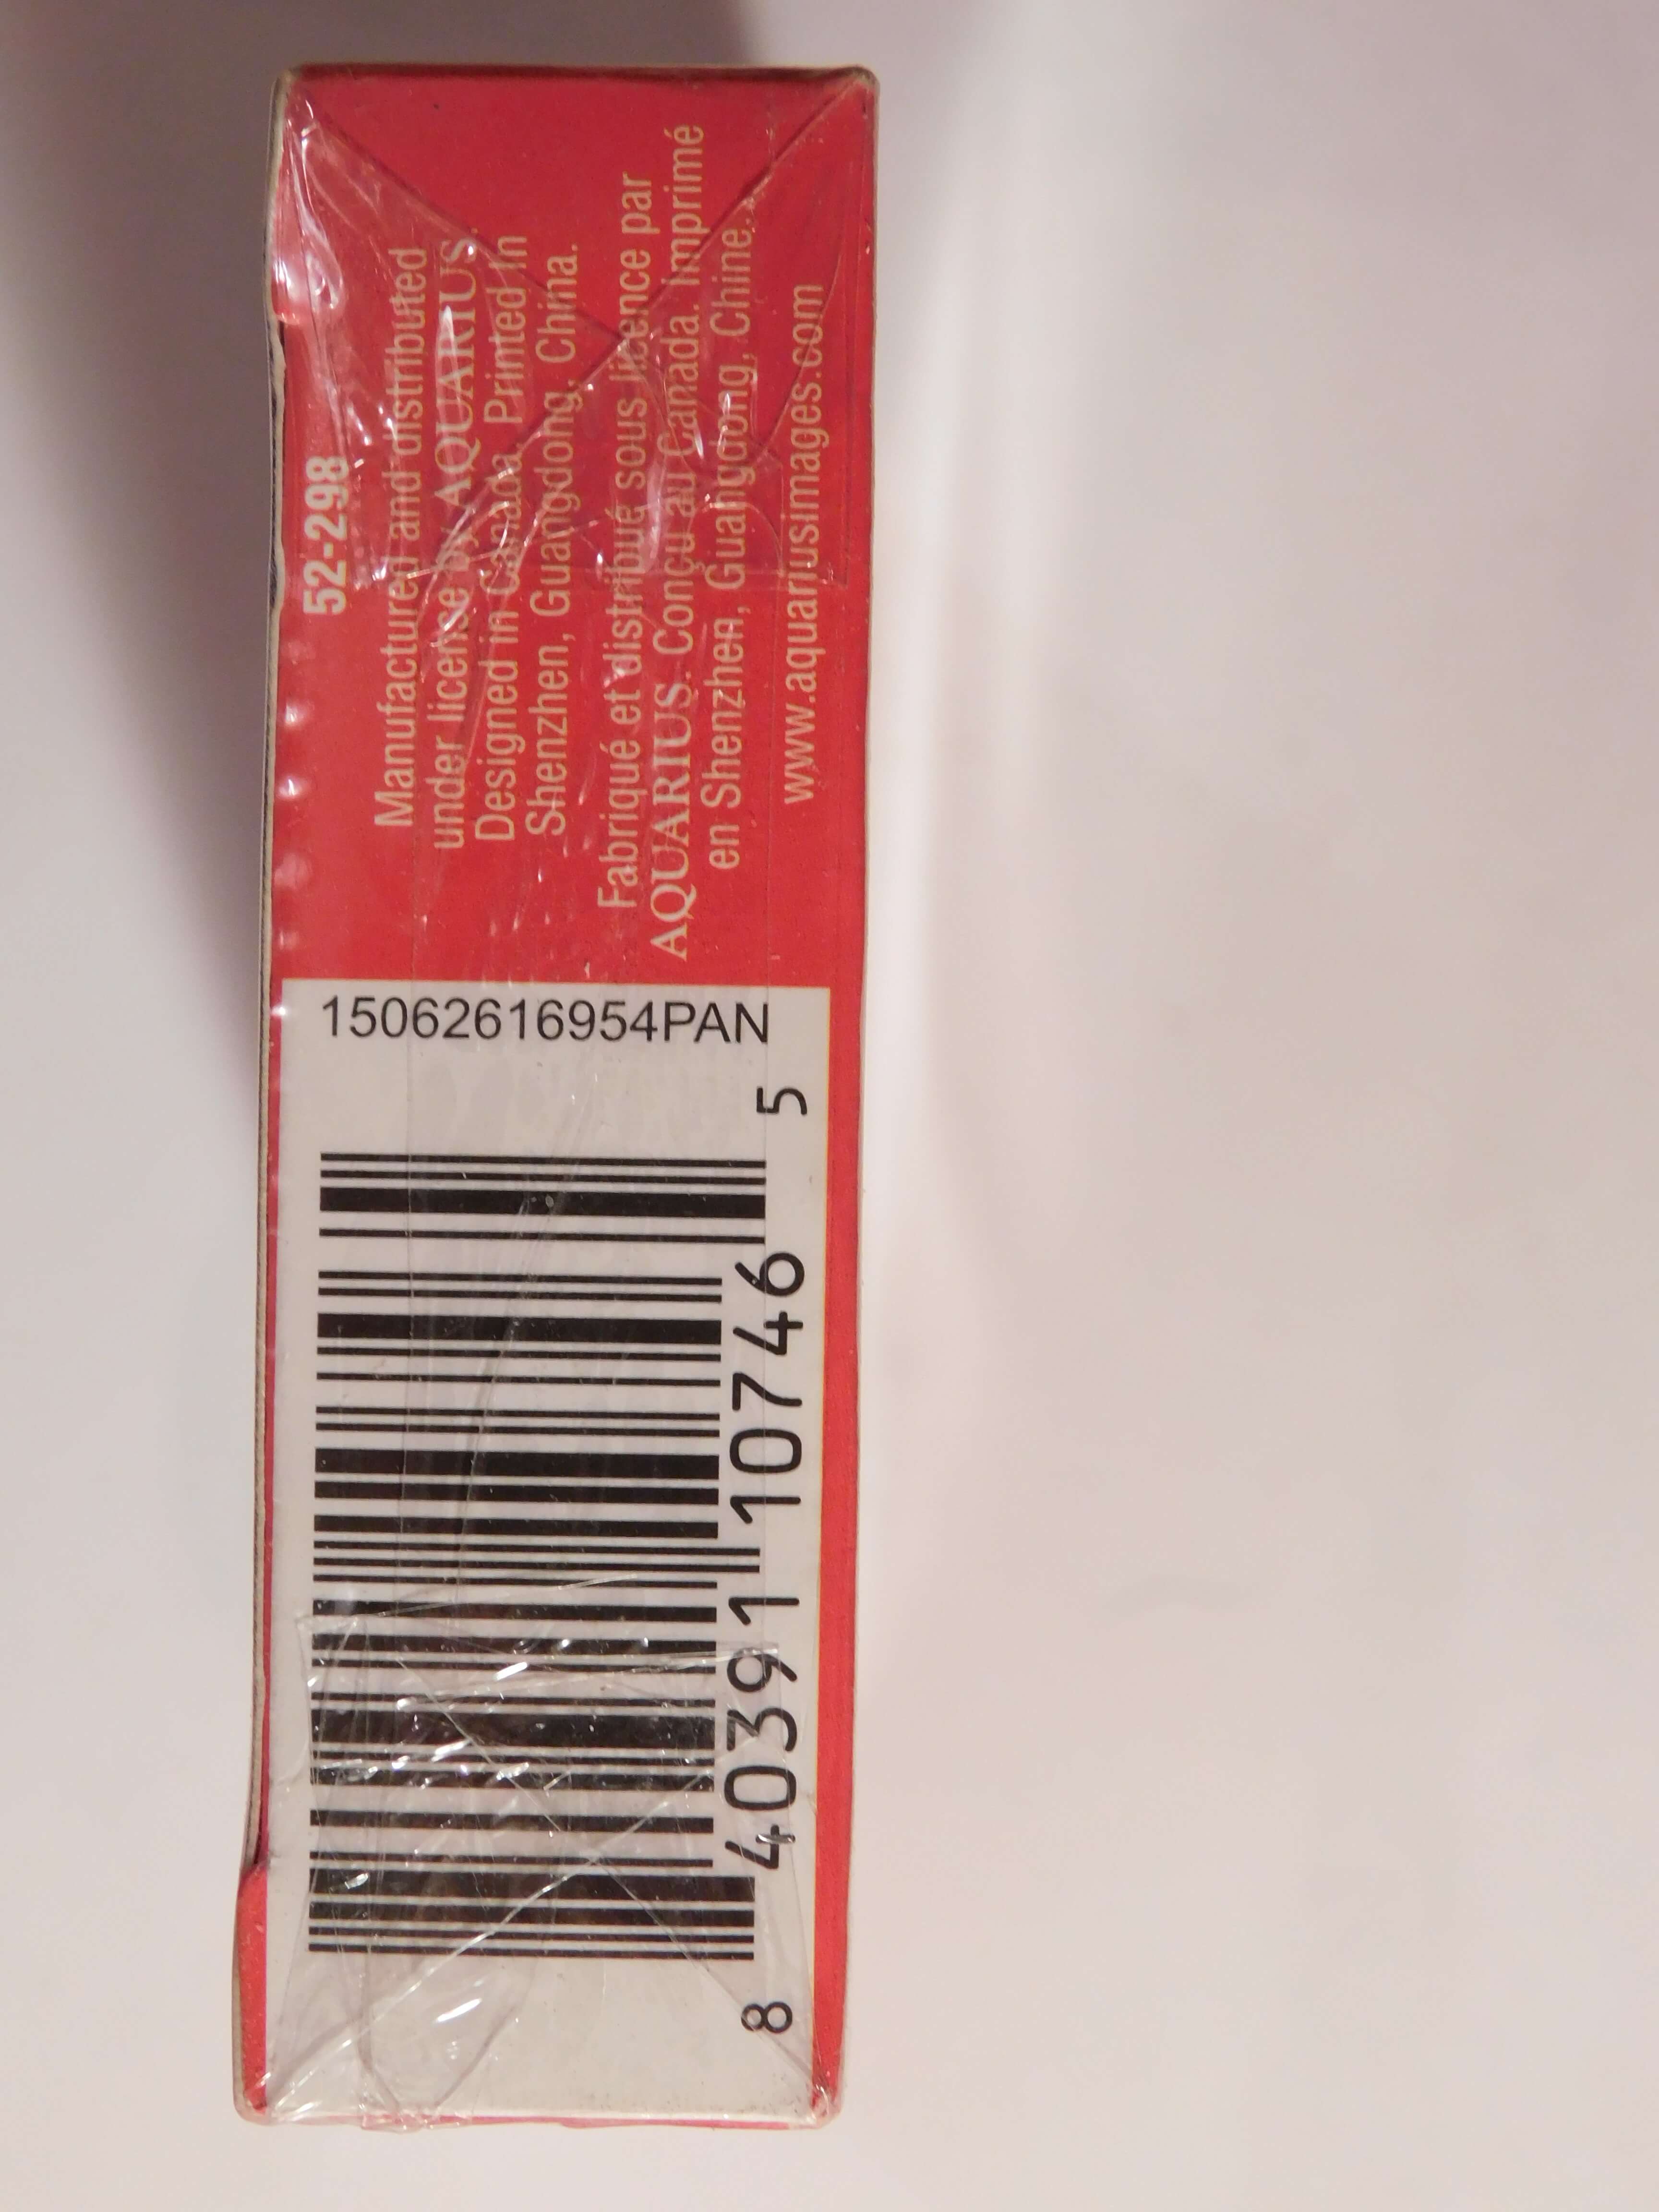 52-298
Manufactured and distributed
under license by AQUARIUS.
Designed in Canada. Printed in
Shenzhen, Guangdong, China.
Fabriqué et distribué sous licence par
AQUARIUS. Conçu au Canada. Imprimé
en Shenzhen, Guangdong, Chine.
www.aquariusimages.com
15062616954PAN
8 40391 10746 5